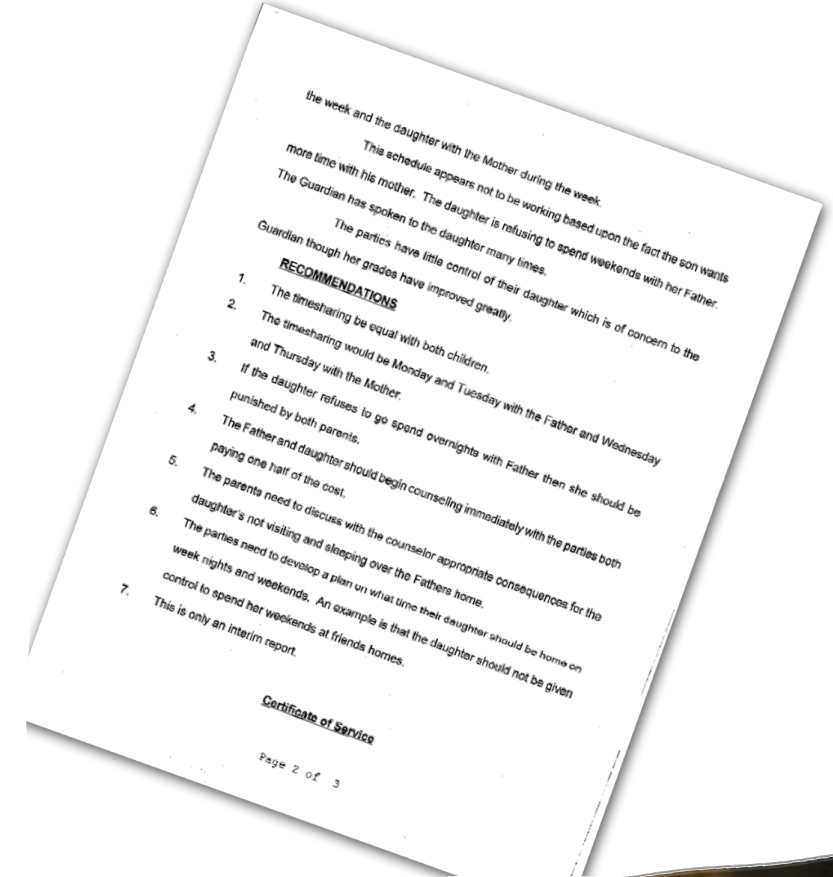 the week and the daughter with the Mother during the week.
This schedule appears not to be working based upon the fact the son wants
more time with his mother. The daughter is refusing to spend weekends with her Father.
The Guardian has spoken to the daughter many times.
The parties have little control of their daughter which is of concern to the
Guardian though her grades have improved greatly.
RECOMMENDATIONS
1. The timesharing be equal with both children.
2. The timesharing would be Monday and Tuesday with the Father and Wednesday
and Thursday with the Mother.
3. If the daughter refuses to go spend overnights with Father then she should be
punished by both parents.
4. The Father and daughter should begin counseling immediately with the parties both
paying one half of the cost.
5. The parents need to discuss with the counselor appropriate consequences for the
daughter's not visiting and sleeping over the Fathers home.
6. The parties need to develop a plan on what time their daughter should be home on
week nights and weekends. An example is that the daughter should not be given
control to spend her weekends at friends homes.
7. This is only an interim report.
Certificate of Service
Page 2 of 3